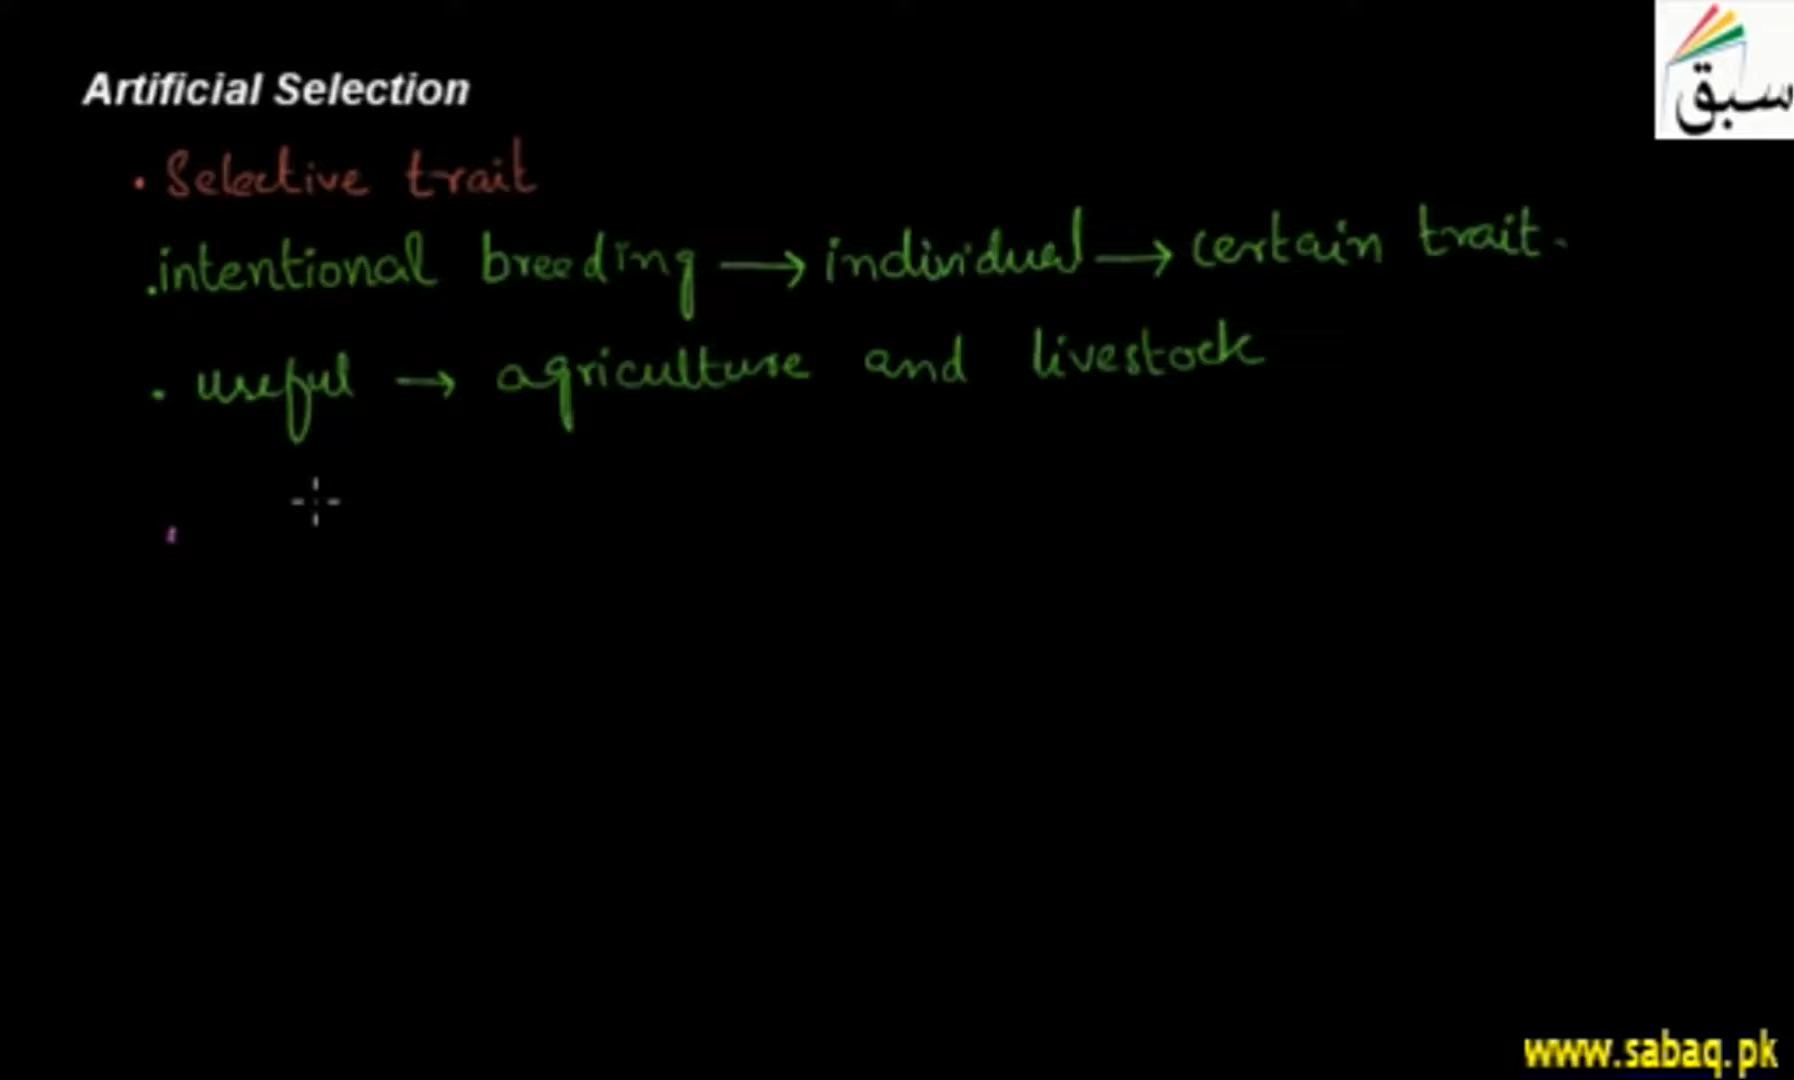 سبق
Artificial Selection
. Selective trait
. intentional breeding → individual → certain trait.
. useful → agriculture and livestock
.
www.sabaq.pk